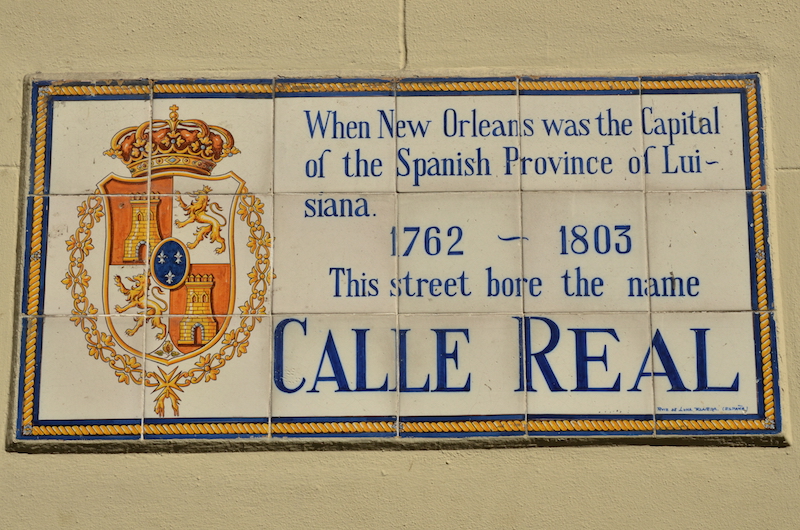 When New Orleans was the Capital
of the Spanish Province of Lui~
siana.
1762 ~ 1803
This street bore the name
CALLE REAL